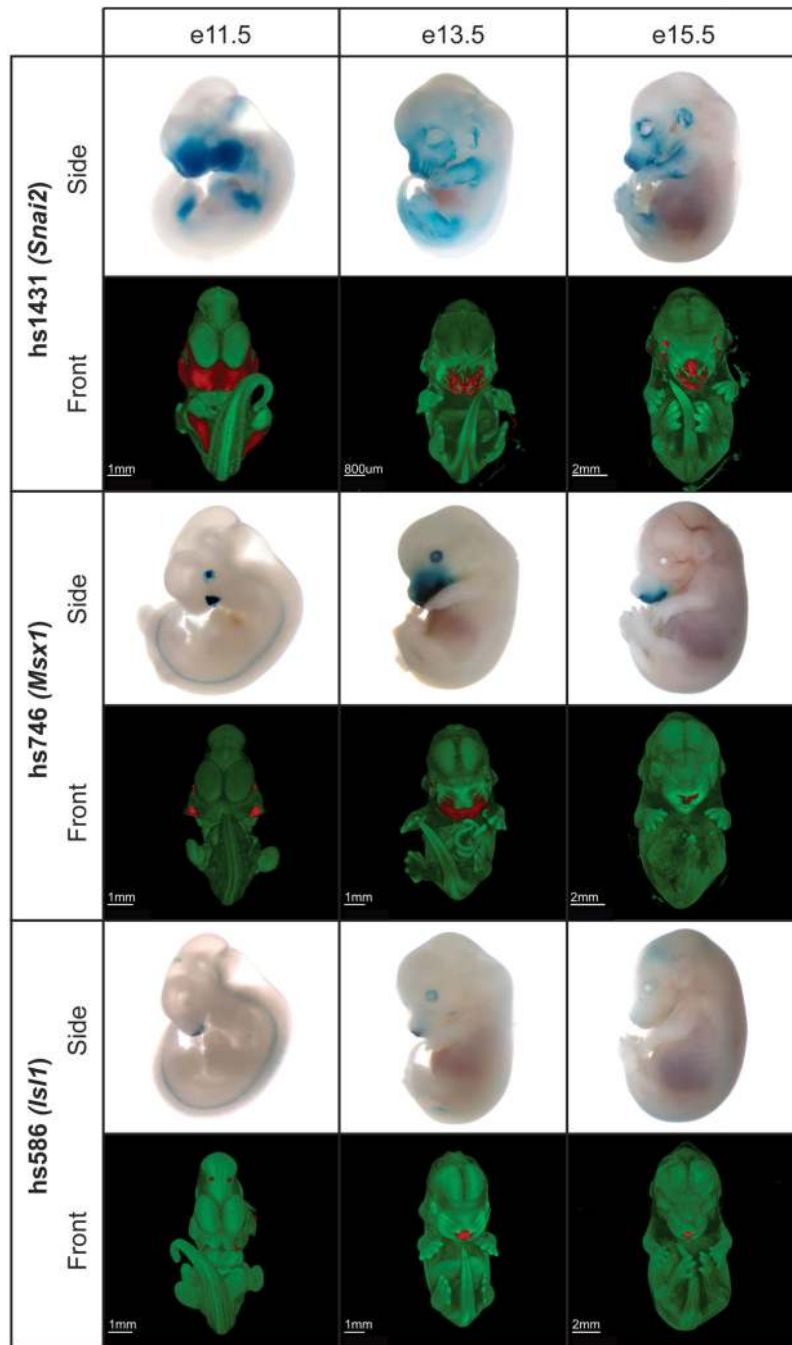 e11.5 e13.5 e15.5
hs1431 (Snai2)
Side
Front
1mm 800um 2mm
hs746 (Msx1)
Side
Front
1mm 1mm 2mm
hs586 (Isl1)
Side
Front
1mm 1mm 2mm